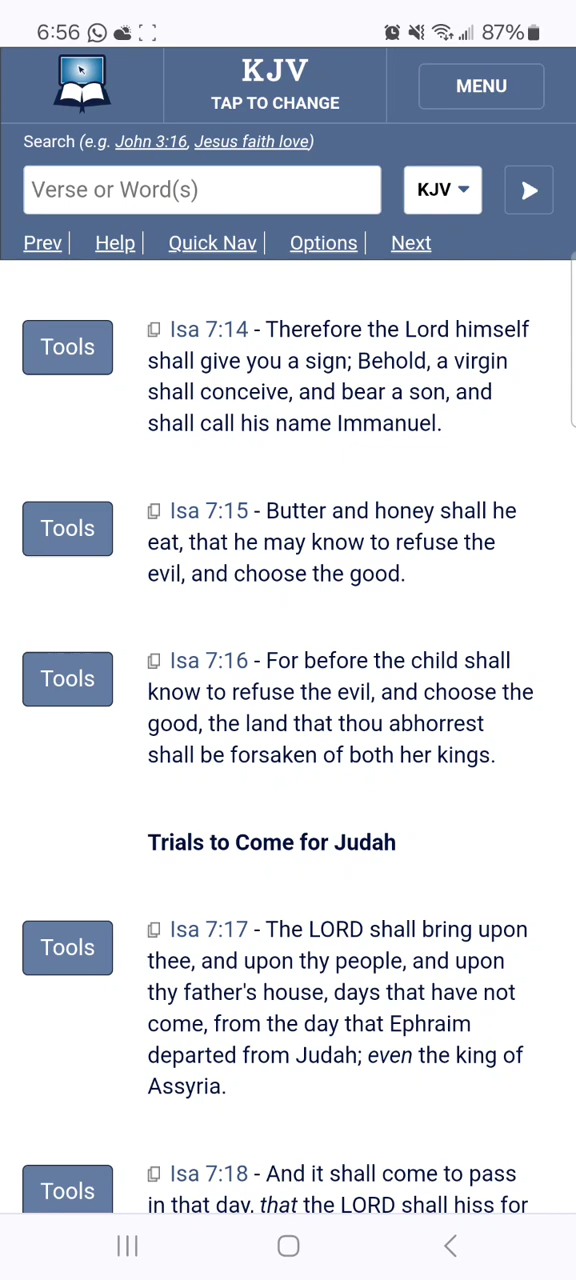 6:56 87%
KJV
TAP TO CHANGE
MENU
Search (e.g. John 3:16, Jesus faith love)
Verse or Word(s)
KJV
Prev | Help | Quick Nav | Options | Next
Tools
Isa 7:14 - Therefore the Lord himself
shall give you a sign; Behold, a virgin
shall conceive, and bear a son, and
shall call his name Immanuel.
Tools
Isa 7:15 - Butter and honey shall he
eat, that he may know to refuse the
evil, and choose the good.
Tools
Isa 7:16 - For before the child shall
know to refuse the evil, and choose the
good, the land that thou abhorrest
shall be forsaken of both her kings.
Trials to Come for Judah
Tools
Isa 7:17 - The LORD shall bring upon
thee, and upon thy people, and upon
thy father's house, days that have not
come, from the day that Ephraim
departed from Judah; even the king of
Assyria.
Tools
Isa 7:18 - And it shall come to pass
in that day, that the LORD shall hiss for